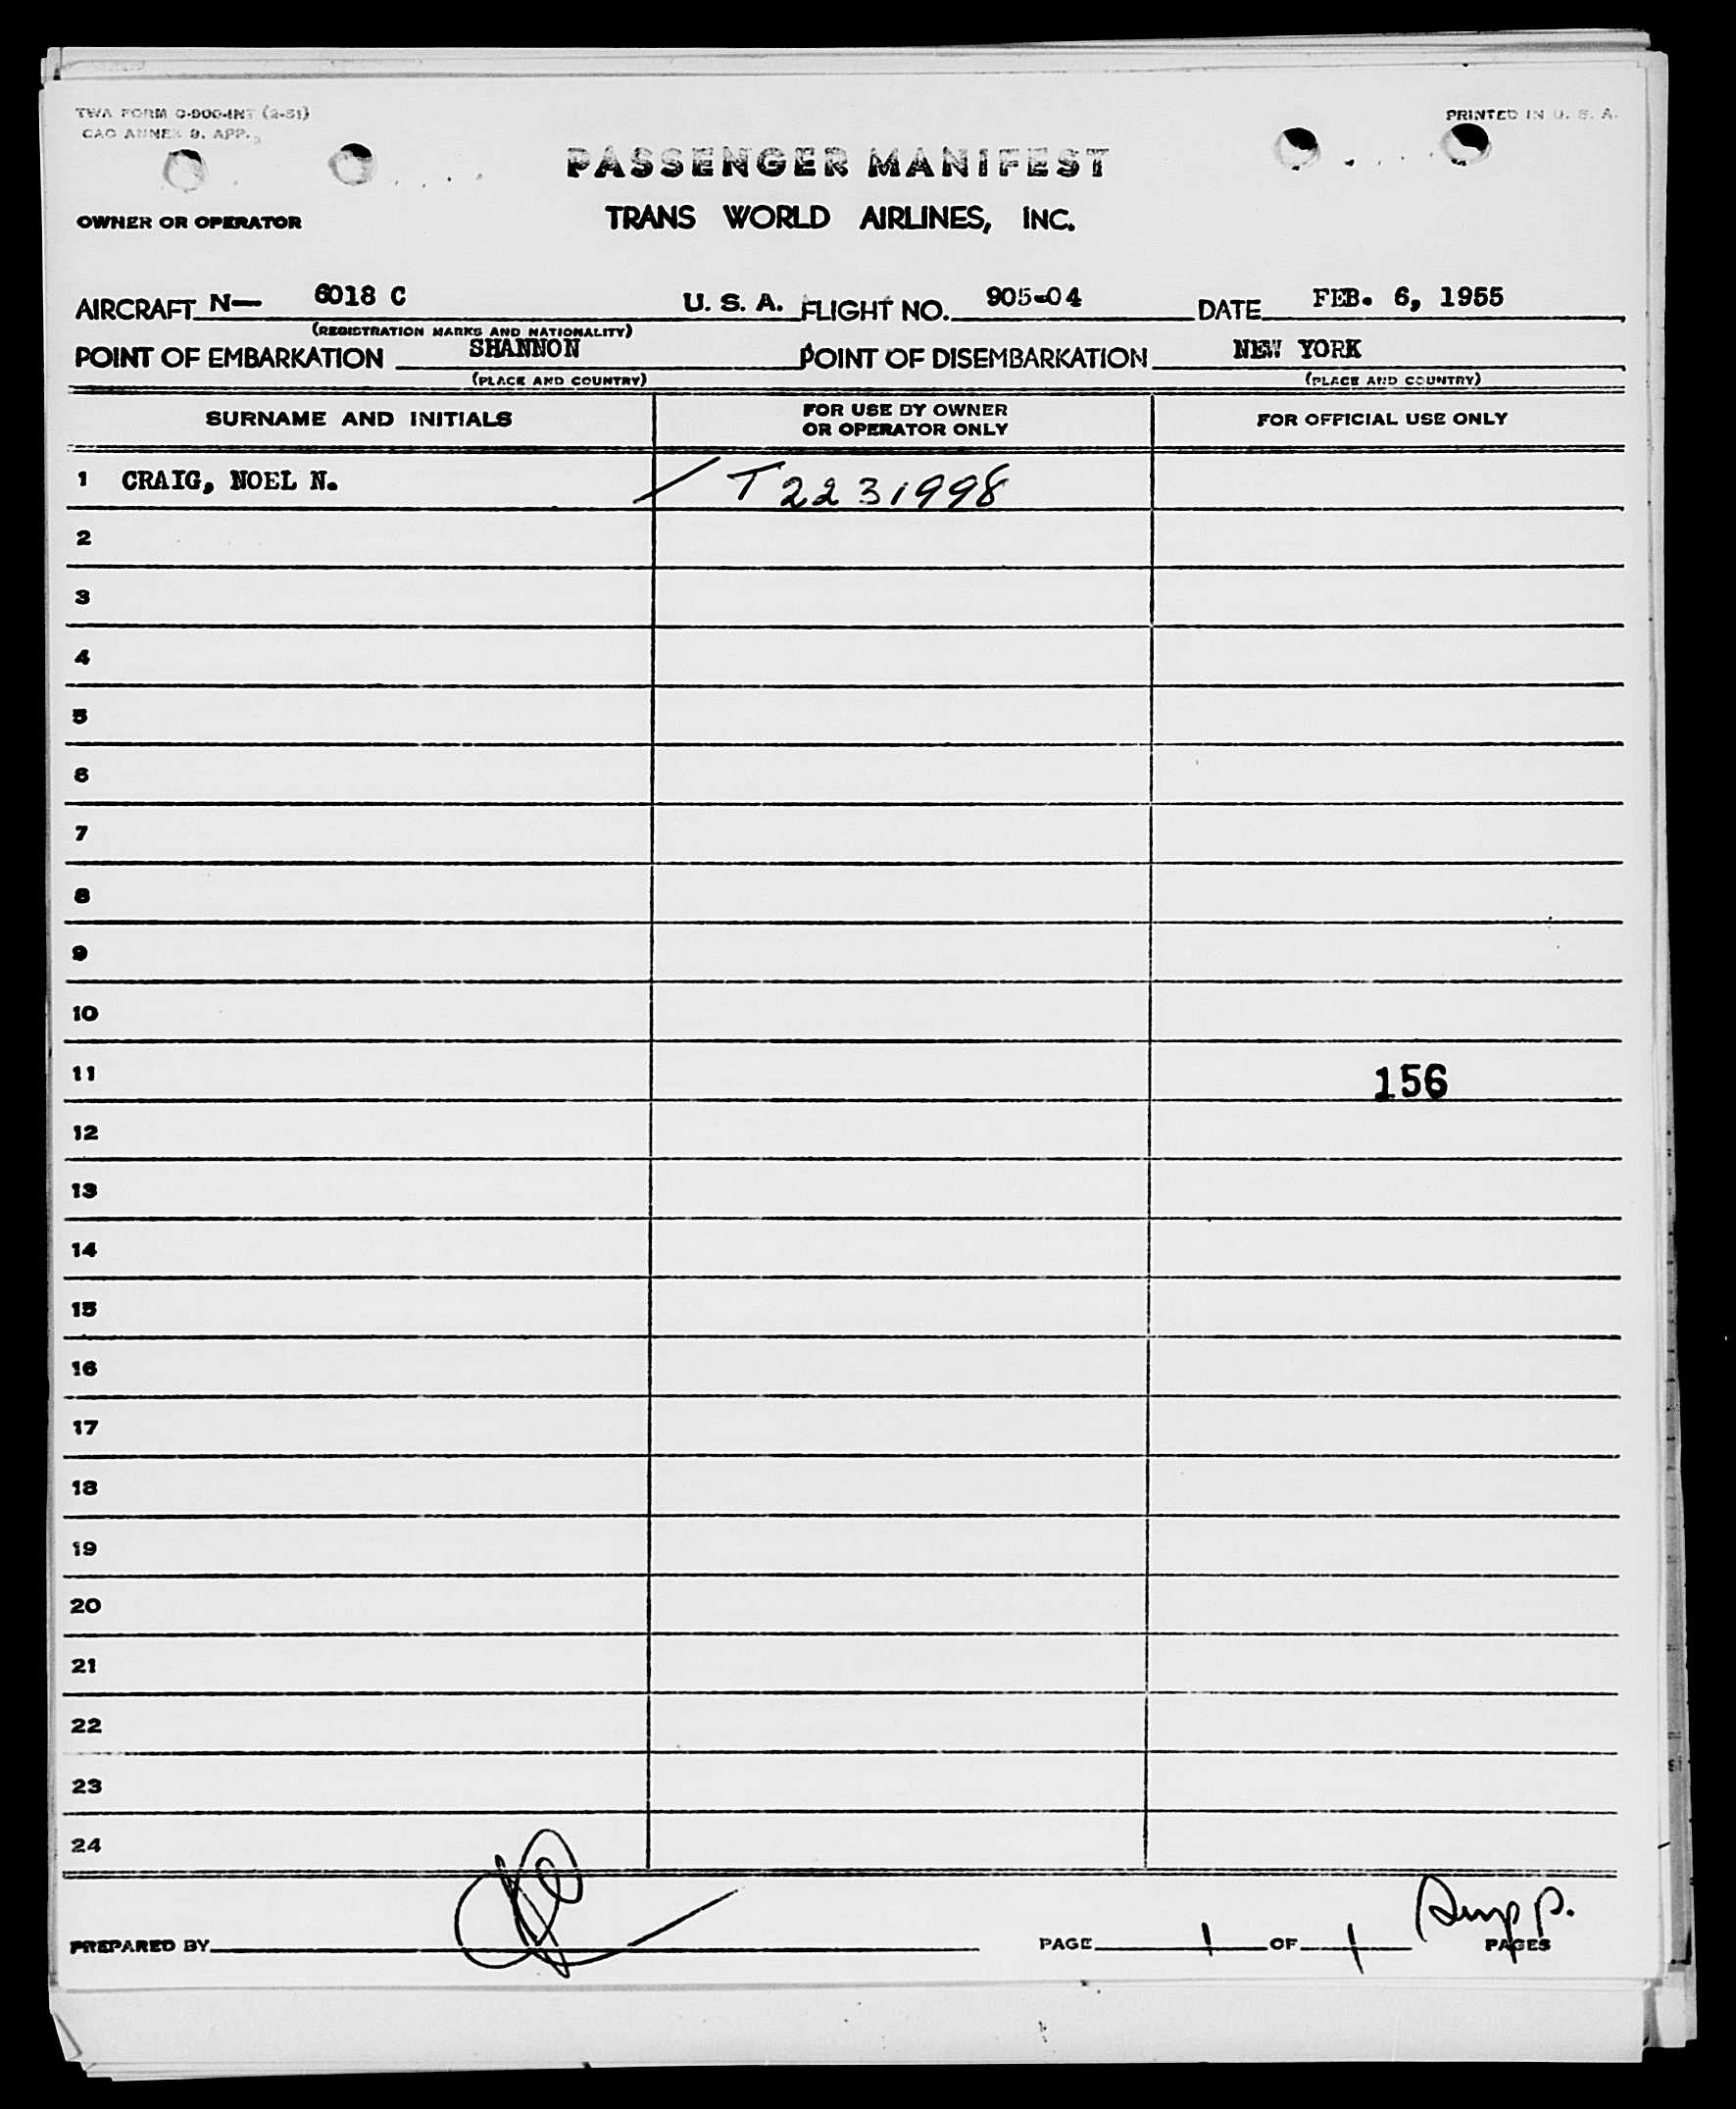 TWA FORM O-900-INT (2-51)
PRINTED IN U. S. A.
CAO ANNEX 9, APP.
PASSENGER MANIFEST
OWNER OR OPERATOR
TRANS WORLD AIRLINES, INC.
AIRCRAFT N— 6018 C U. S. A. FLIGHT NO. 905-04 DATE FEB. 6, 1955
(REGISTRATION MARKS AND NATIONALITY)
POINT OF EMBARKATION SHANNON POINT OF DISEMBARKATION NEW YORK
(PLACE AND COUNTRY) (PLACE AND COUNTRY)
SURNAME AND INITIALS FOR USE BY OWNER OR OPERATOR ONLY FOR OFFICIAL USE ONLY
1 CRAIG, NOEL N. / T2231998
2
3
4
5
6
7
8
9
10
11 156
12
13
14
15
16
17
18
19
20
21
22
23
24
PREPARED BY PAGE 1 OF 1 PAGES